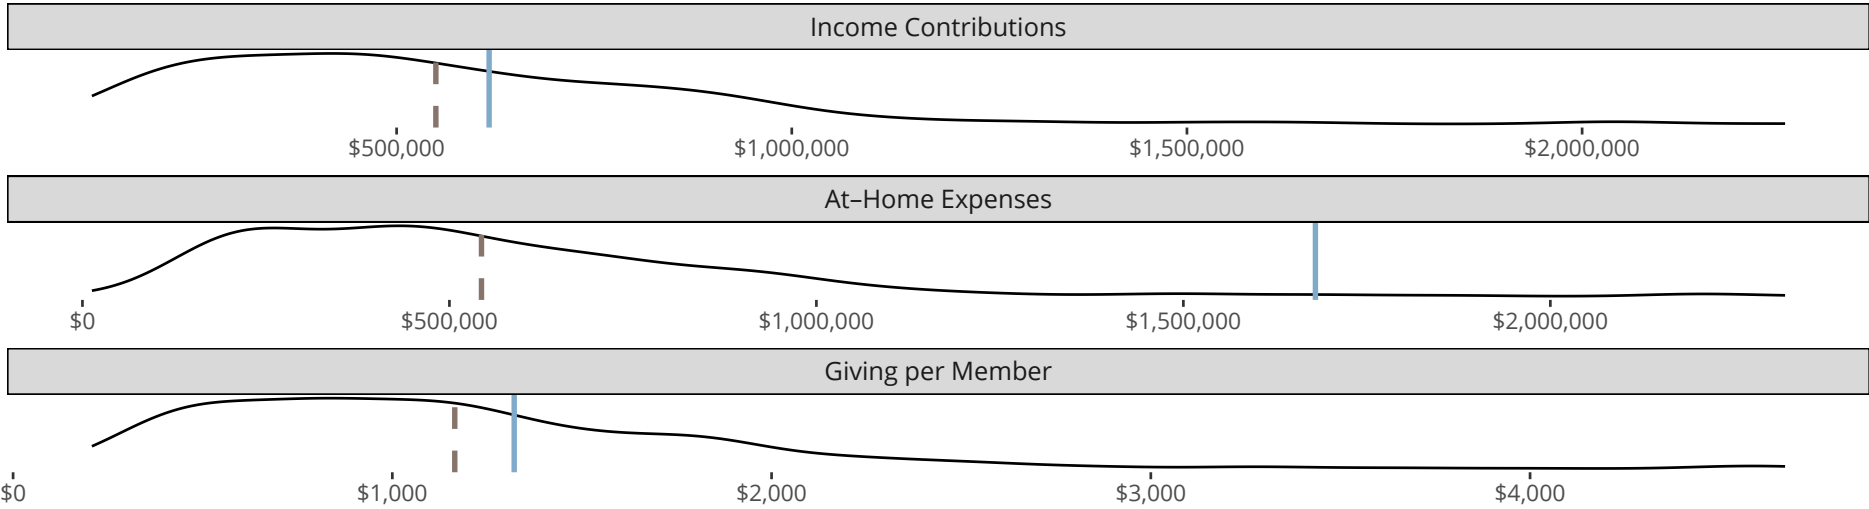 Income Contributions
$500,000 $1,000,000 $1,500,000 $2,000,000
At–Home Expenses
$0 $500,000 $1,000,000 $1,500,000 $2,000,000
Giving per Member
$0 $1,000 $2,000 $3,000 $4,000